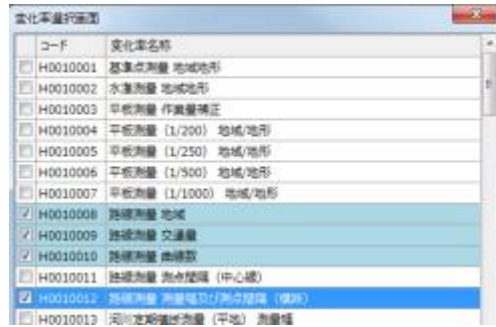 変化率選択画面
コード 変化率名称
H0010001 基準点測量 地域地形
H0010002 水準測量 地域地形
H0010003 平板測量 作業量補正
H0010004 平板測量 (1/200) 地域/地形
H0010005 平板測量 (1/250) 地域/地形
H0010006 平板測量 (1/500) 地域/地形
H0010007 平板測量 (1/1000) 地域/地形
H0010008 路線測量 地域
H0010009 路線測量 交通量
H0010010 路線測量 曲線数
H0010011 路線測量 測点間隔 (中心線)
H0010012 路線測量 測量幅及び測点間隔 (横断)
H0010013 河川定期横断測量 (平地) 測量幅